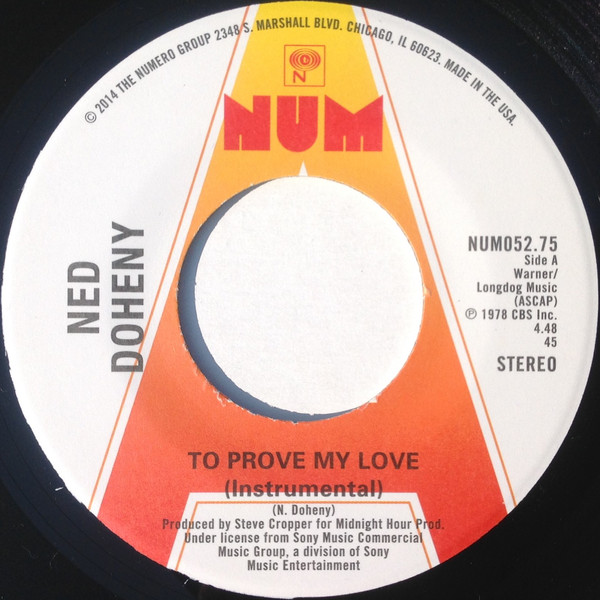 © 2014 THE NUMERO GROUP 2348 S. MARSHALL BLVD. CHICAGO, IL 60623. MADE IN THE USA.
N
NUM
NED
DOHENY
NUM052.75
Side A
Warner/
Longdog Music
(ASCAP)
℗ 1978 CBS Inc.
4.48
45
STEREO
TO PROVE MY LOVE
(Instrumental)
(N. Doheny)
Produced by Steve Cropper for Midnight Hour Prod.
Under license from Sony Music Commercial
Music Group, a division of Sony
Music Entertainment